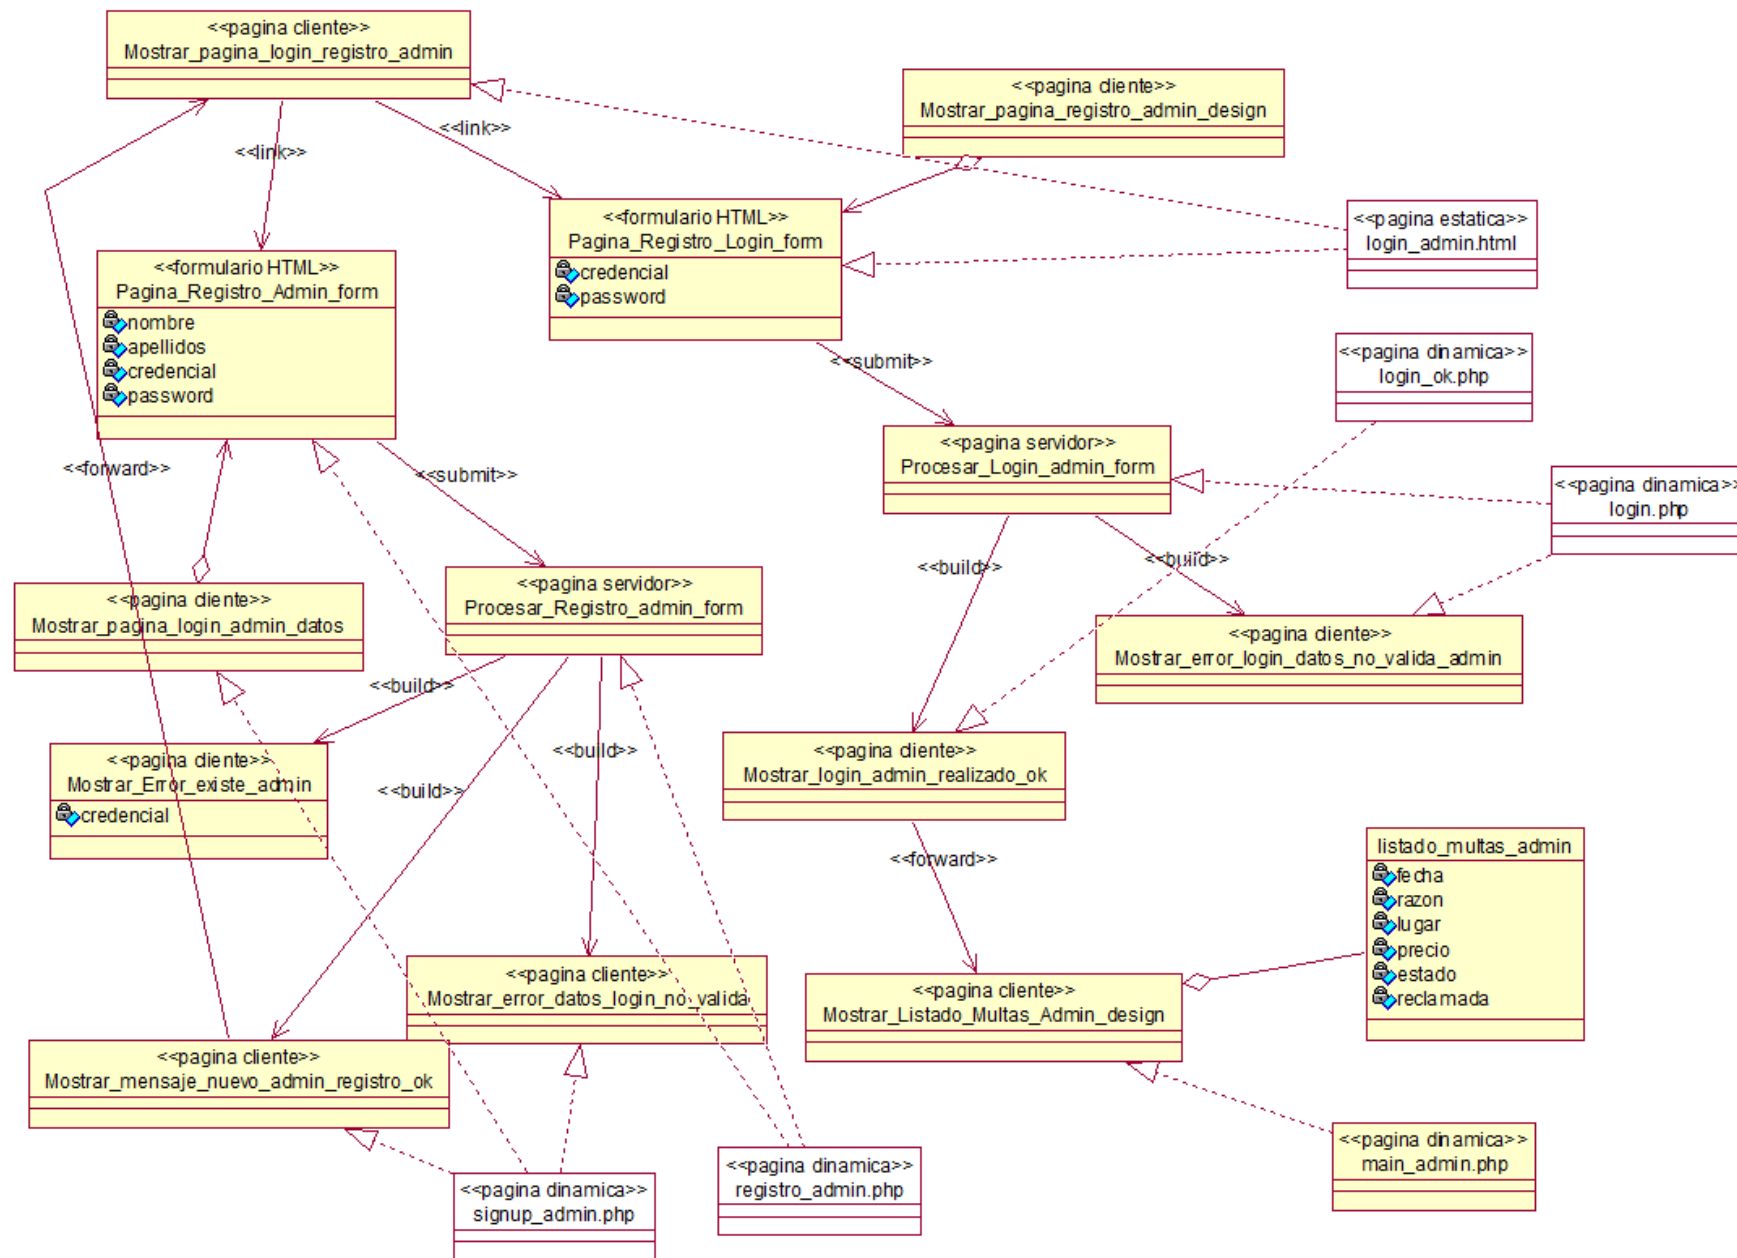 <<pagina cliente>>
Mostrar_pagina_login_registro_admin
<<pagina cliente>>
Mostrar_pagina_registro_admin_design
<<link>>
<<link>>
<<formulario HTML>>
Pagina_Registro_Login_form
credencial
password
<<pagina estatica>>
login_admin.html
<<formulario HTML>>
Pagina_Registro_Admin_form
nombre
apellidos
credencial
password
<<submit>>
<<pagina dinamica>>
login_ok.php
<<forward>>
<<submit>>
<<pagina servidor>>
Procesar_Login_admin_form
<<pagina dinamica>>
login.php
<<build>>
<<build>>
<<pagina cliente>>
Mostrar_pagina_login_admin_datos
<<pagina servidor>>
Procesar_Registro_admin_form
<<pagina cliente>>
Mostrar_error_login_datos_no_valida_admin
<<build>>
<<build>>
<<build>>
<<pagina cliente>>
Mostrar_Error_existe_admin
credencial
<<pagina cliente>>
Mostrar_login_admin_realizado_ok
<<forward>>
listado_multas_admin
fecha
razon
lugar
precio
estado
reclamada
<<pagina cliente>>
Mostrar_error_datos_login_no_valida
<<pagina cliente>>
Mostrar_Listado_Multas_Admin_design
<<pagina cliente>>
Mostrar_mensaje_nuevo_admin_registro_ok
<<pagina dinamica>>
signup_admin.php
<<pagina dinamica>>
registro_admin.php
<<pagina dinamica>>
main_admin.php